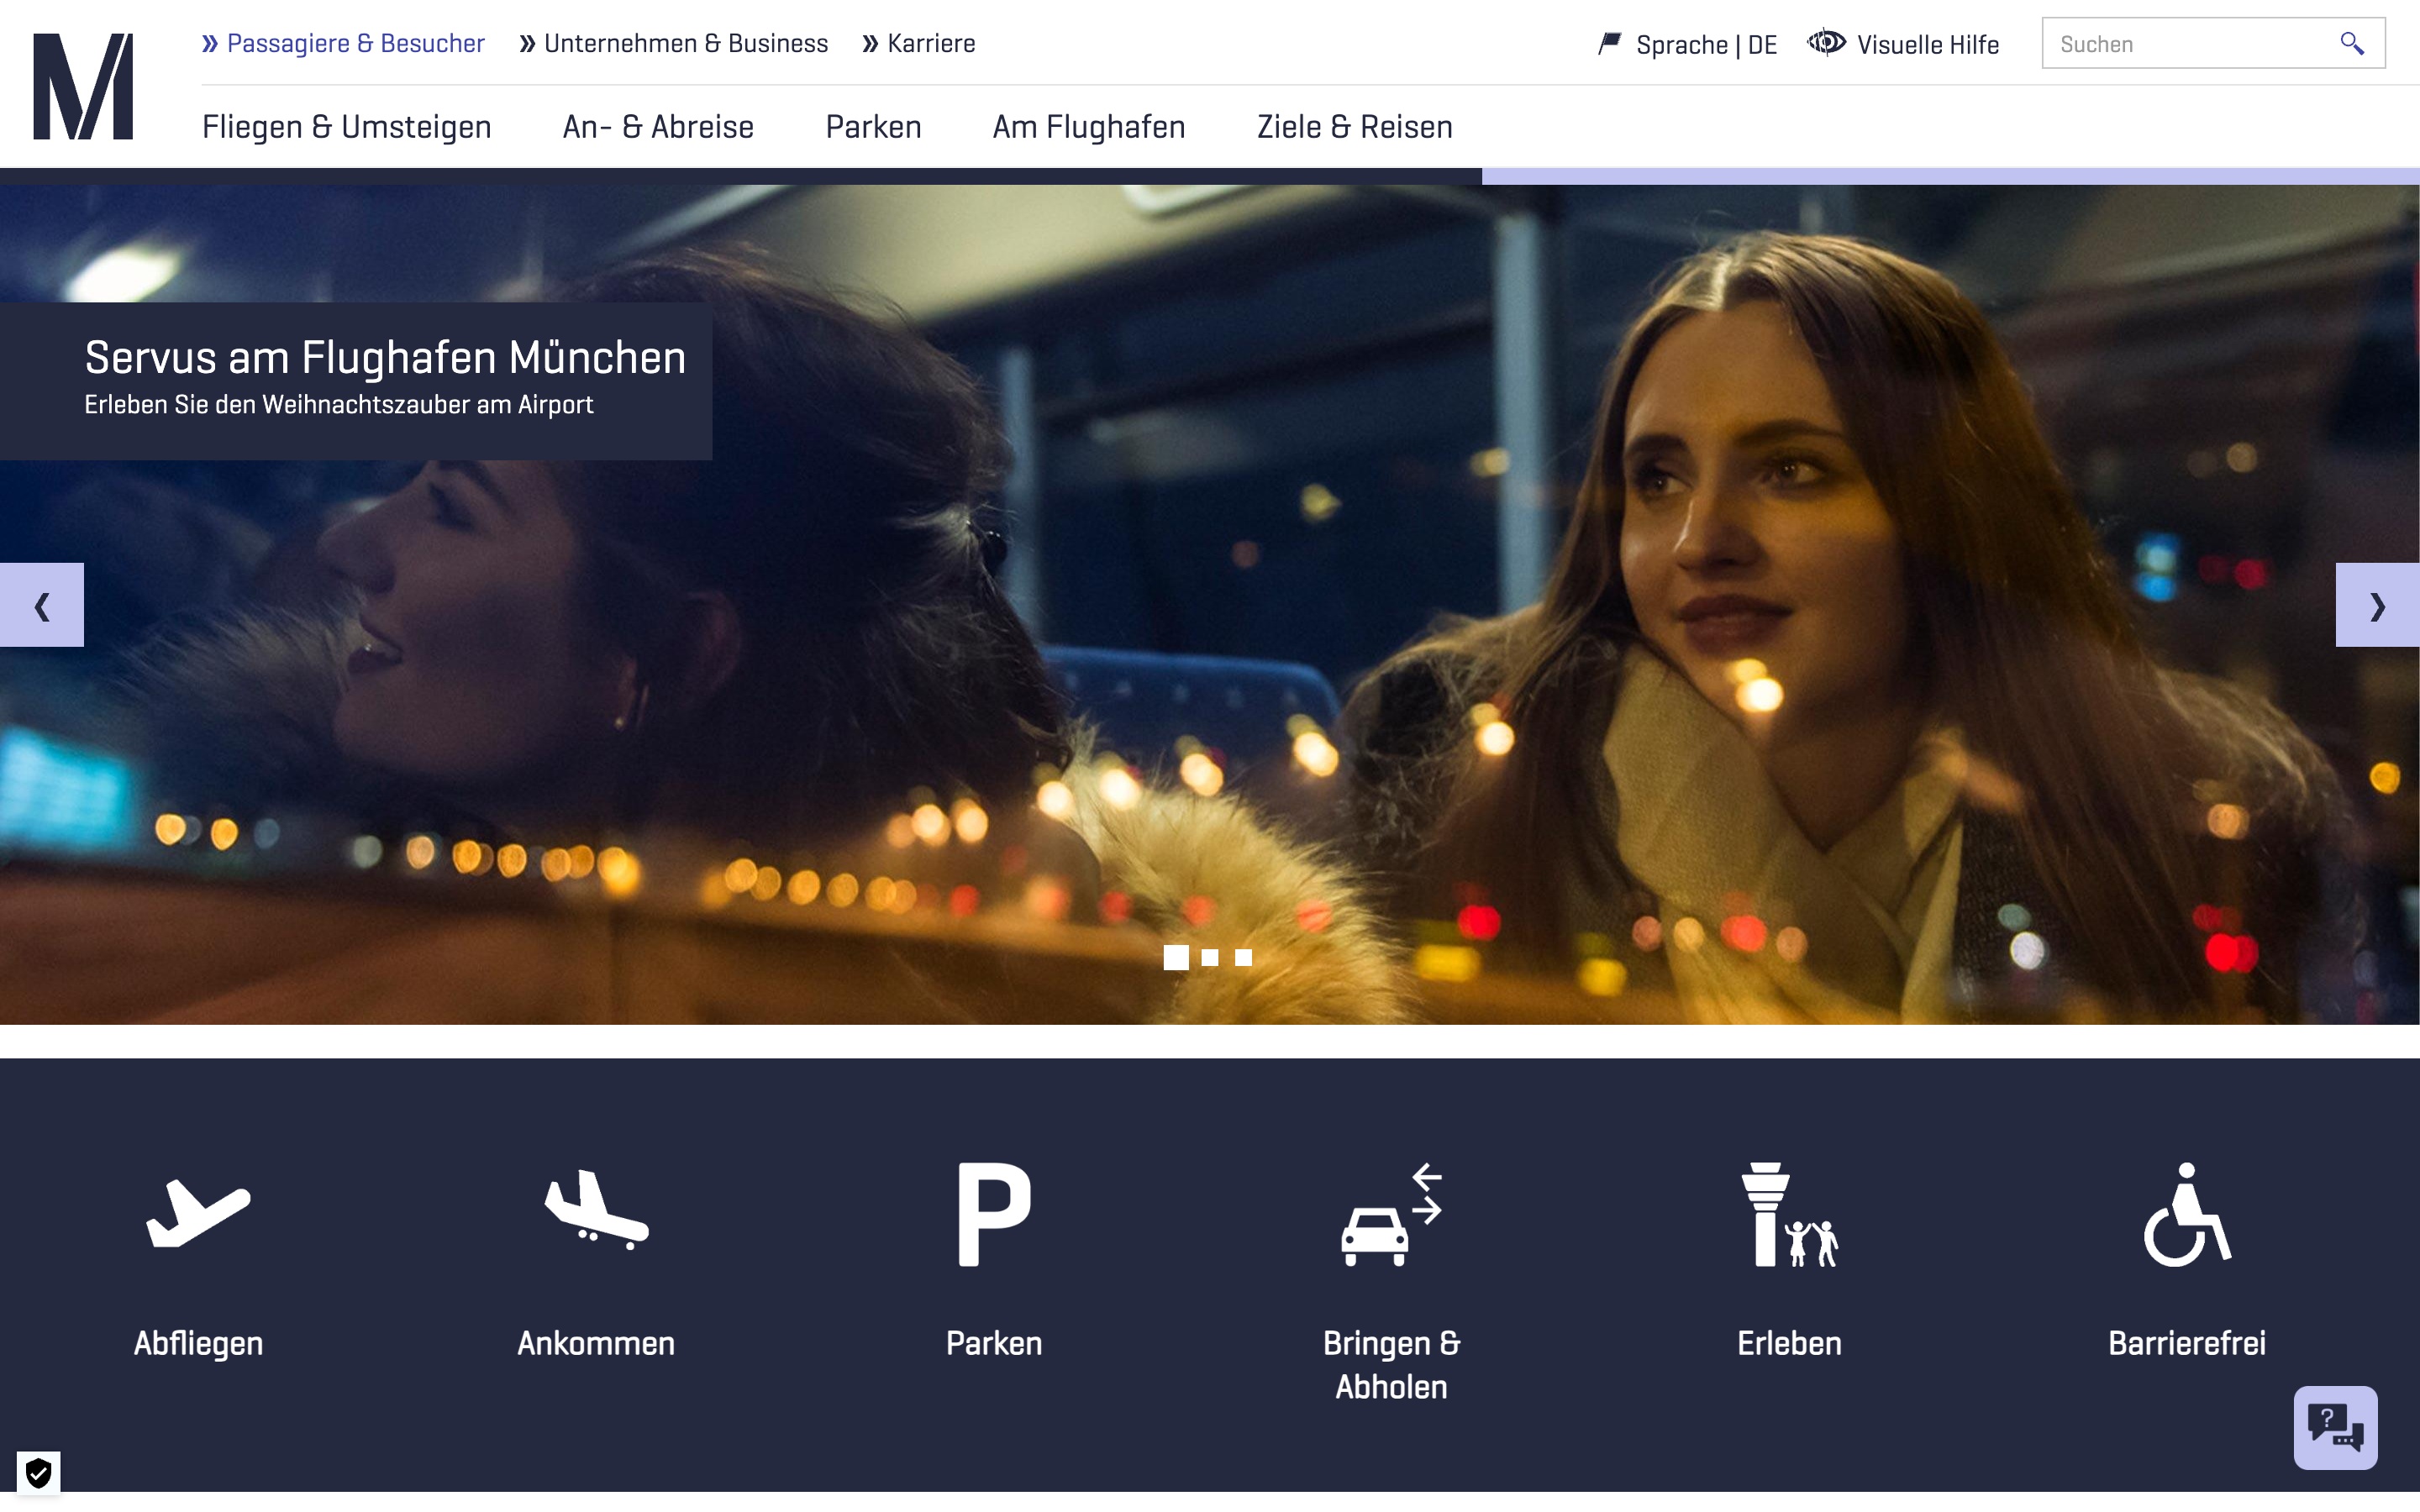 M
Passagiere & Besucher
Unternehmen & Business
Karriere
Sprache | DE
Visuelle Hilfe
Suchen
Fliegen & Umsteigen
An- & Abreise
Parken
Am Flughafen
Ziele & Reisen
Servus am Flughafen München
Erleben Sie den Weihnachtszauber am Airport
P
Abfliegen
Ankommen
Parken
Bringen &
Abholen
Erleben
Barrierefrei
?